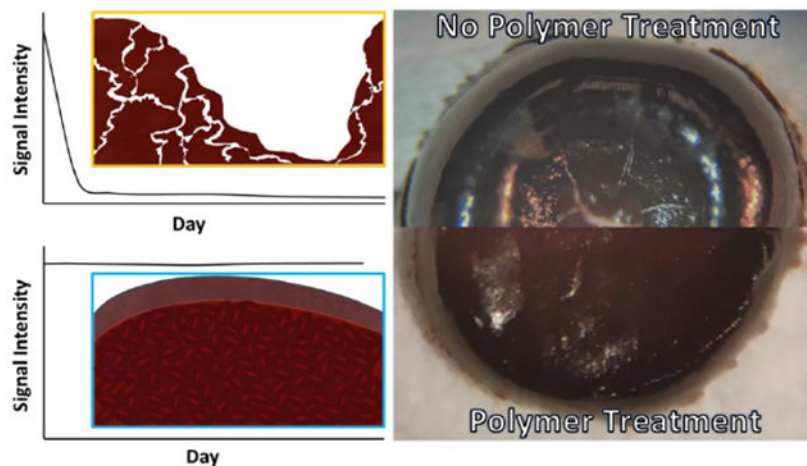 Signal Intensity
Day
Signal Intensity
Day
No Polymer Treatment
Polymer Treatment